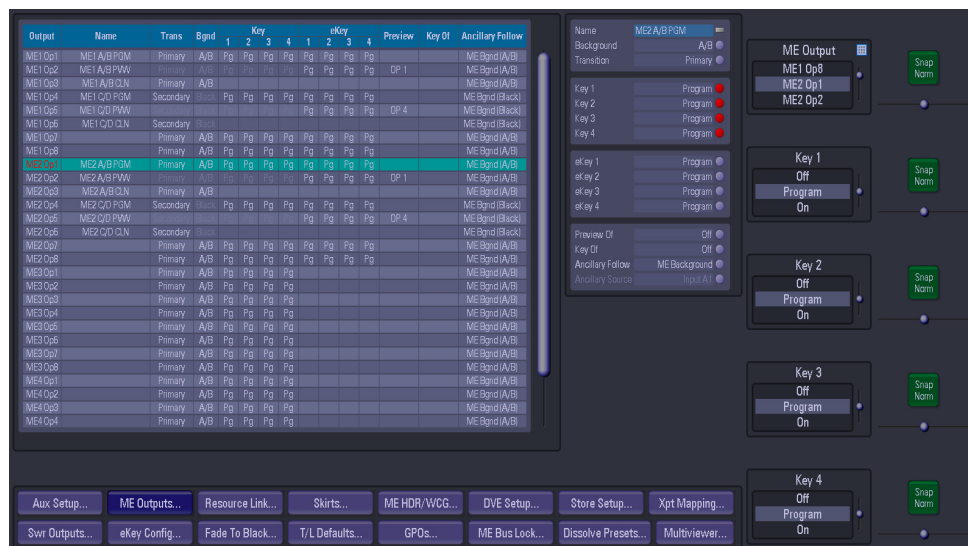 Output Name Trans Bgnd Key 1 2 3 4 eKey 1 2 3 4 Preview Key Of Ancillary Follow
ME1 Op1 ME1 A/B PGM Primary A/B Pg Pg Pg Pg Pg Pg Pg Pg ME Bgnd (A/B)
ME1 Op2 ME1 A/B PVW Primary A/B Pg Pg Pg Pg Pg Pg Pg Pg OP 1 ME Bgnd (A/B)
ME1 Op3 ME1 A/B CLN Primary A/B ME Bgnd (A/B)
ME1 Op4 ME1 C/D PGM Secondary Black Pg Pg Pg Pg Pg Pg Pg Pg ME Bgnd (Black)
ME1 Op5 ME1 C/D PVW Secondary Black Pg Pg Pg Pg OP 4 ME Bgnd (Black)
ME1 Op6 ME1 C/D CLN Secondary Black ME Bgnd (Black)
ME1 Op7 Primary A/B Pg Pg Pg Pg Pg Pg Pg Pg ME Bgnd (A/B)
ME1 Op8 Primary A/B Pg Pg Pg Pg Pg Pg Pg Pg ME Bgnd (A/B)
ME2 Op1 ME2 A/B PGM Primary A/B Pg Pg Pg Pg Pg Pg Pg Pg ME Bgnd (A/B)
ME2 Op2 ME2 A/B PVW Primary A/B Pg Pg Pg Pg Pg Pg Pg Pg OP 1 ME Bgnd (A/B)
ME2 Op3 ME2 A/B CLN Primary A/B ME Bgnd (A/B)
ME2 Op4 ME2 C/D PGM Secondary Black Pg Pg Pg Pg Pg Pg Pg Pg ME Bgnd (Black)
ME2 Op5 ME2 C/D PVW Secondary Black Pg Pg Pg Pg OP 4 ME Bgnd (Black)
ME2 Op6 ME2 C/D CLN Secondary Black ME Bgnd (Black)
ME2 Op7 Primary A/B Pg Pg Pg Pg Pg Pg Pg Pg ME Bgnd (A/B)
ME2 Op8 Primary A/B Pg Pg Pg Pg Pg Pg Pg Pg ME Bgnd (A/B)
ME3 Op1 Primary A/B Pg Pg Pg Pg ME Bgnd (A/B)
ME3 Op2 Primary A/B Pg Pg Pg Pg ME Bgnd (A/B)
ME3 Op3 Primary A/B Pg Pg Pg Pg ME Bgnd (A/B)
ME3 Op4 Primary A/B Pg Pg Pg Pg ME Bgnd (A/B)
ME3 Op5 Primary A/B Pg Pg Pg Pg ME Bgnd (A/B)
ME3 Op6 Primary A/B Pg Pg Pg Pg ME Bgnd (A/B)
ME3 Op7 Primary A/B Pg Pg Pg Pg ME Bgnd (A/B)
ME3 Op8 Primary A/B Pg Pg Pg Pg ME Bgnd (A/B)
ME4 Op1 Primary A/B Pg Pg Pg Pg ME Bgnd (A/B)
ME4 Op2 Primary A/B Pg Pg Pg Pg ME Bgnd (A/B)
ME4 Op3 Primary A/B Pg Pg Pg Pg ME Bgnd (A/B)
ME4 Op4 Primary A/B Pg Pg Pg Pg ME Bgnd (A/B)
Name ME2 A/B PGM
Background A/B
Transition Primary
Key 1 Program
Key 2 Program
Key 3 Program
Key 4 Program
eKey 1 Program
eKey 2 Program
eKey 3 Program
eKey 4 Program
Preview Of Off
Key Of Off
Ancillary Follow ME Background
Ancillary Source Input A1
ME Output
ME1 Op8
ME2 Op1
ME2 Op2
Snap
Norm
Key 1
Off
Program
On
Snap
Norm
Key 2
Off
Program
On
Snap
Norm
Key 3
Off
Program
On
Snap
Norm
Key 4
Off
Program
On
Snap
Norm
Aux Setup... ME Outputs... Resource Link... Skirts... ME HDR/WCG... DVE Setup... Store Setup... Xpt Mapping...
Swr Outputs... eKey Config... Fade To Black... T/L Defaults... GPOs... ME Bus Lock... Dissolve Presets... Multiviewer...